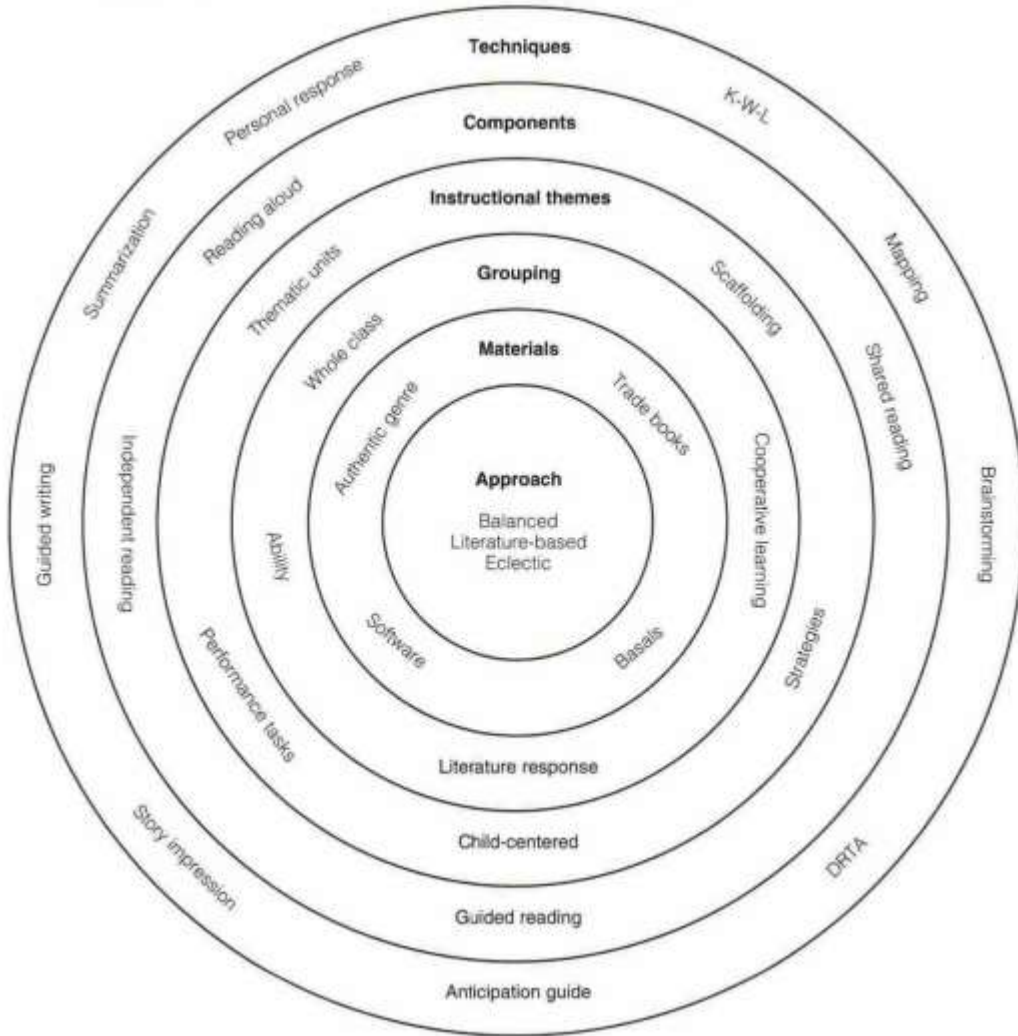 Techniques
Personal response
K-W-L
Summarization
Mapping
Guided writing
Brainstorming
Story impression
DRTA
Anticipation guide
Components
Reading aloud
Shared reading
Independent reading
Guided reading
Instructional themes
Thematic units
Scaffolding
Performance tasks
Strategies
Child-centered
Grouping
Whole class
Cooperative learning
Ability
Literature response
Materials
Authentic genre
Trade books
Software
Basals
Approach
Balanced
Literature-based
Eclectic